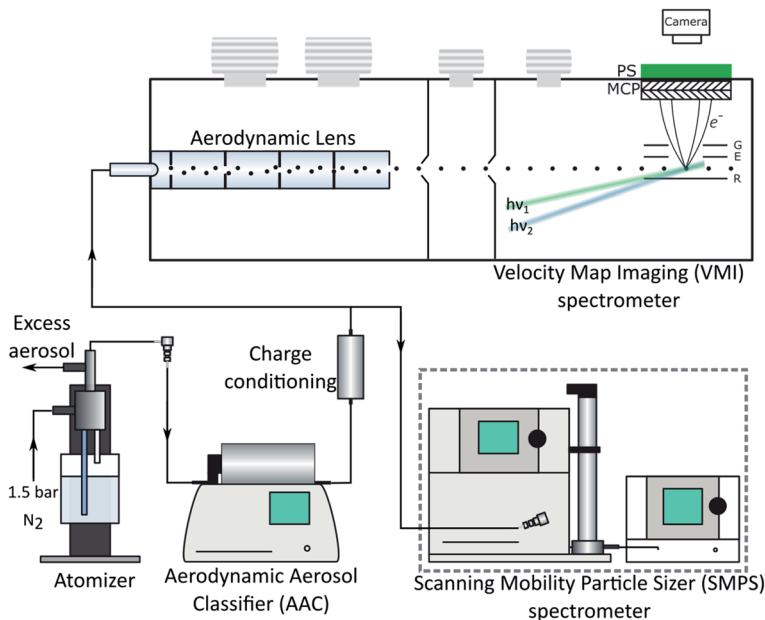 Camera
PS
MCP
e-
G
E
R
Aerodynamic Lens
hν₁
hν₂
Velocity Map Imaging (VMI)
spectrometer
Excess
aerosol
Charge
conditioning
1.5 bar
N₂
Atomizer
Aerodynamic Aerosol
Classifier (AAC)
Scanning Mobility Particle Sizer (SMPS)
spectrometer